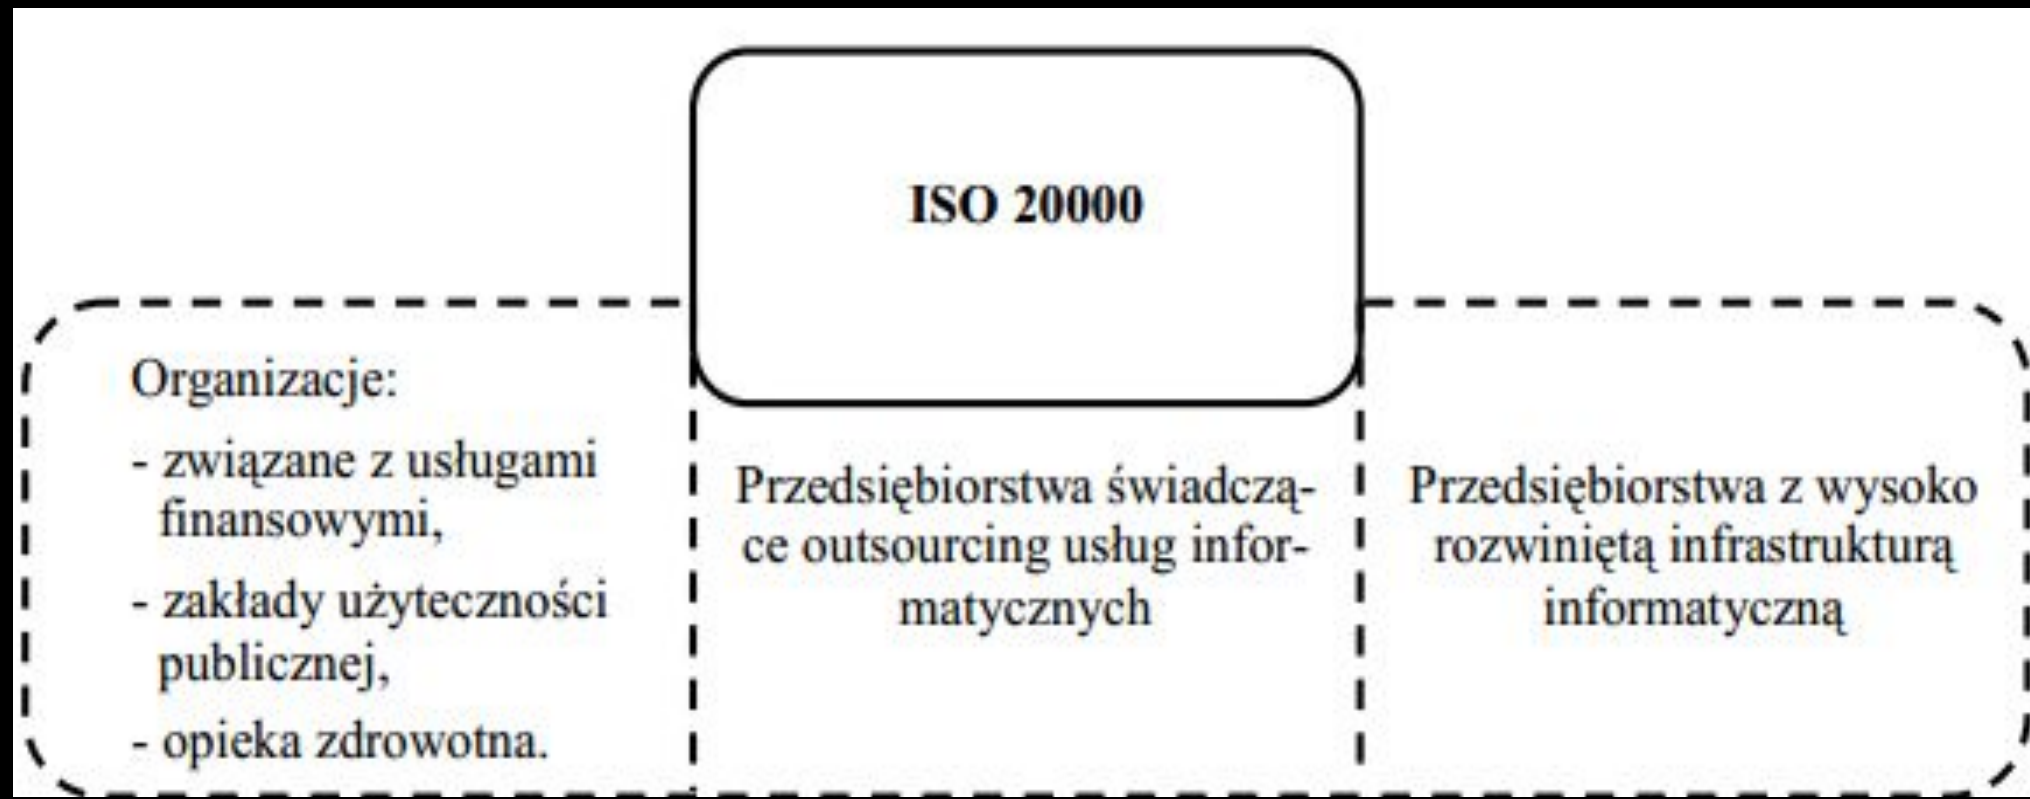 ISO 20000
Organizacje:
- związane z usługami
finansowymi,
- zakłady użyteczności
publicznej,
- opieka zdrowotna.
Przedsiębiorstwa świadczą-
ce outsourcing usług infor-
matycznych
Przedsiębiorstwa z wysoko
rozwiniętą infrastrukturą
informatyczną